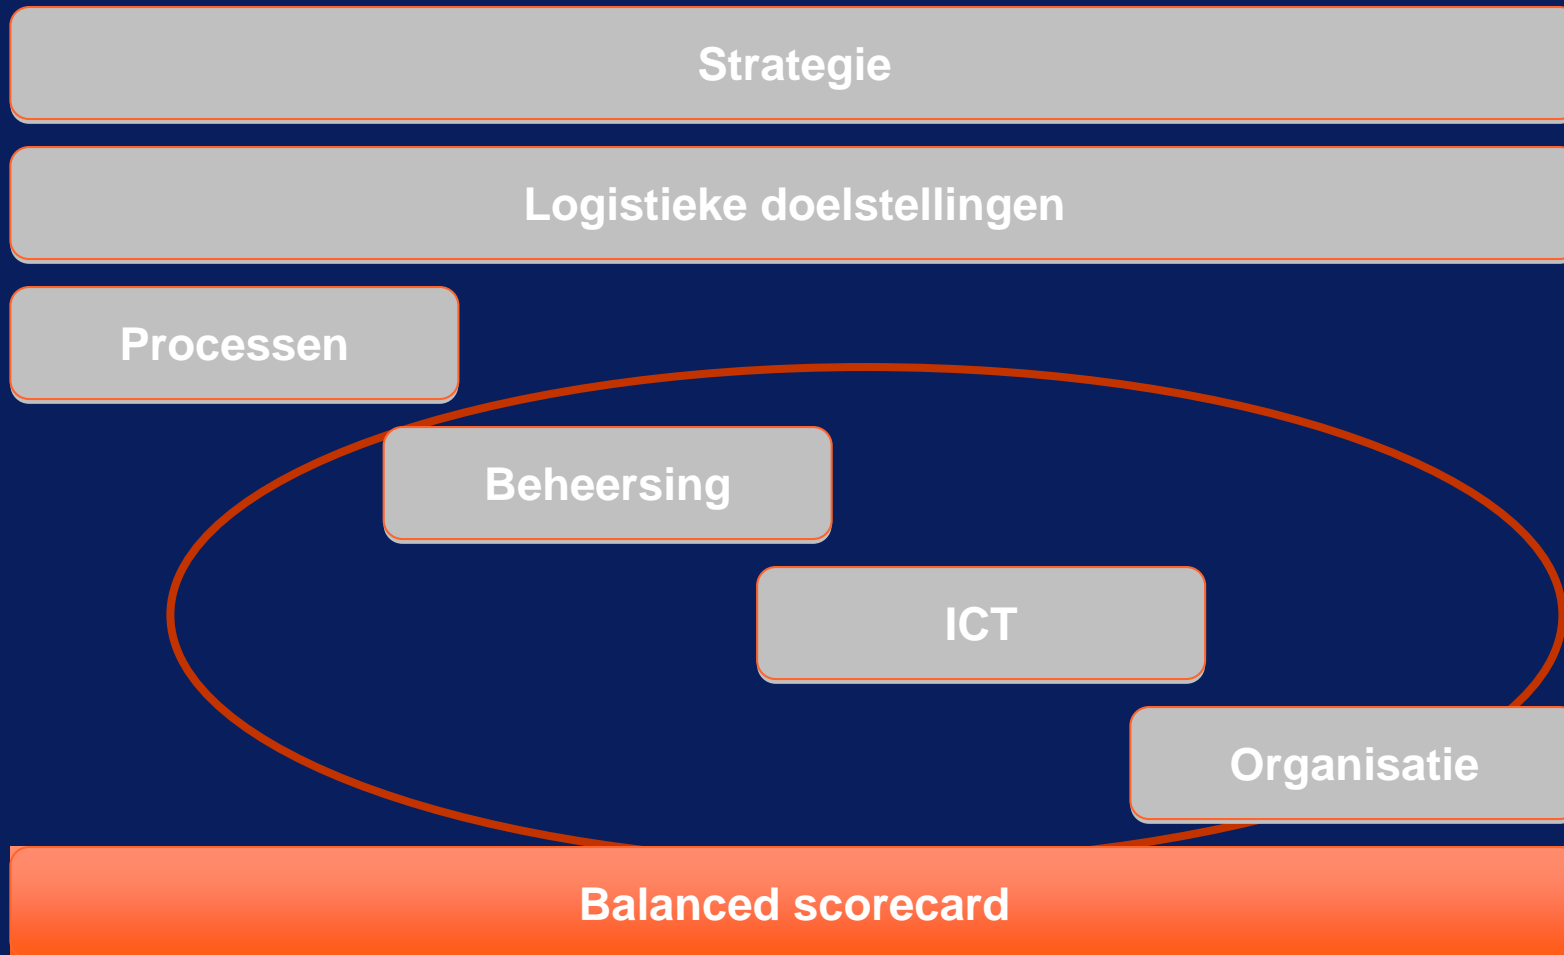 Strategie
Logistieke doelstellingen
Processen
Beheersing
ICT
Organisatie
Balanced scorecard